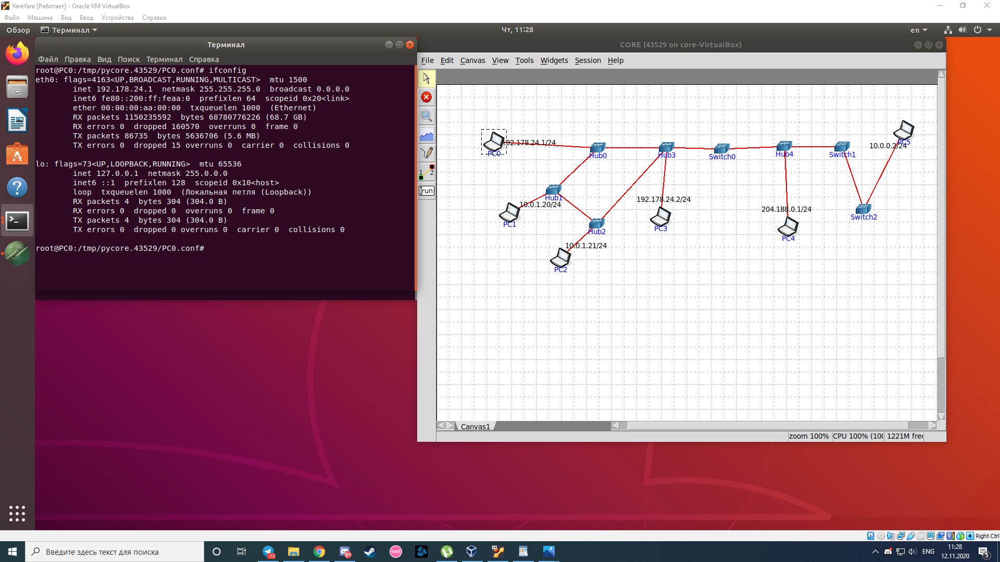 YareYare [Работает] - Oracle VM VirtualBox
Файл Машина Вид Ввод Устройства Справка
Обзор Терминал Чт, 11:28 en
Терминал
Файл Правка Вид Поиск Терминал Справка
root@PC0:/tmp/pycore.43529/PC0.conf# ifconfig
eth0: flags=4163<UP,BROADCAST,RUNNING,MULTICAST>  mtu 1500
        inet 192.178.24.1  netmask 255.255.255.0  broadcast 0.0.0.0
        inet6 fe80::200:ff:feaa:0  prefixlen 64  scopeid 0x20<link>
        ether 00:00:00:aa:00:00  txqueuelen 1000  (Ethernet)
        RX packets 1150235592  bytes 68780776226 (68.7 GB)
        RX errors 0  dropped 160570  overruns 0  frame 0
        TX packets 86735  bytes 5636706 (5.6 MB)
        TX errors 0  dropped 15 overruns 0  carrier 0  collisions 0
lo: flags=73<UP,LOOPBACK,RUNNING>  mtu 65536
        inet 127.0.0.1  netmask 255.0.0.0
        inet6 ::1  prefixlen 128  scopeid 0x10<host>
        loop  txqueuelen 1000  (Локальная петля (Loopback))
        RX packets 4  bytes 304 (304.0 B)
        RX errors 0  dropped 0  overruns 0  frame 0
        TX packets 4  bytes 304 (304.0 B)
        TX errors 0  dropped 0 overruns 0  carrier 0  collisions 0
root@PC0:/tmp/pycore.43529/PC0.conf#
CORE (43529 on core-VirtualBox)
File Edit Canvas View Tools Widgets Session Help
1 2
run
192.178.24.1/24
PC0
Hub0
Hub3
Switch0
Hub4
Switch1
PC5
10.0.0.2/24
Hub1
10.0.1.20/24
PC1
192.178.24.2/24
204.188.0.1/24
Switch2
Hub2
PC3
PC4
10.0.1.21/24
PC2
Canvas1
zoom 100% CPU 100% (10 1221M free
Right Ctrl
Введите здесь текст для поиска
79
9+
osu!
64
ENG
11:28
12.11.2020
5